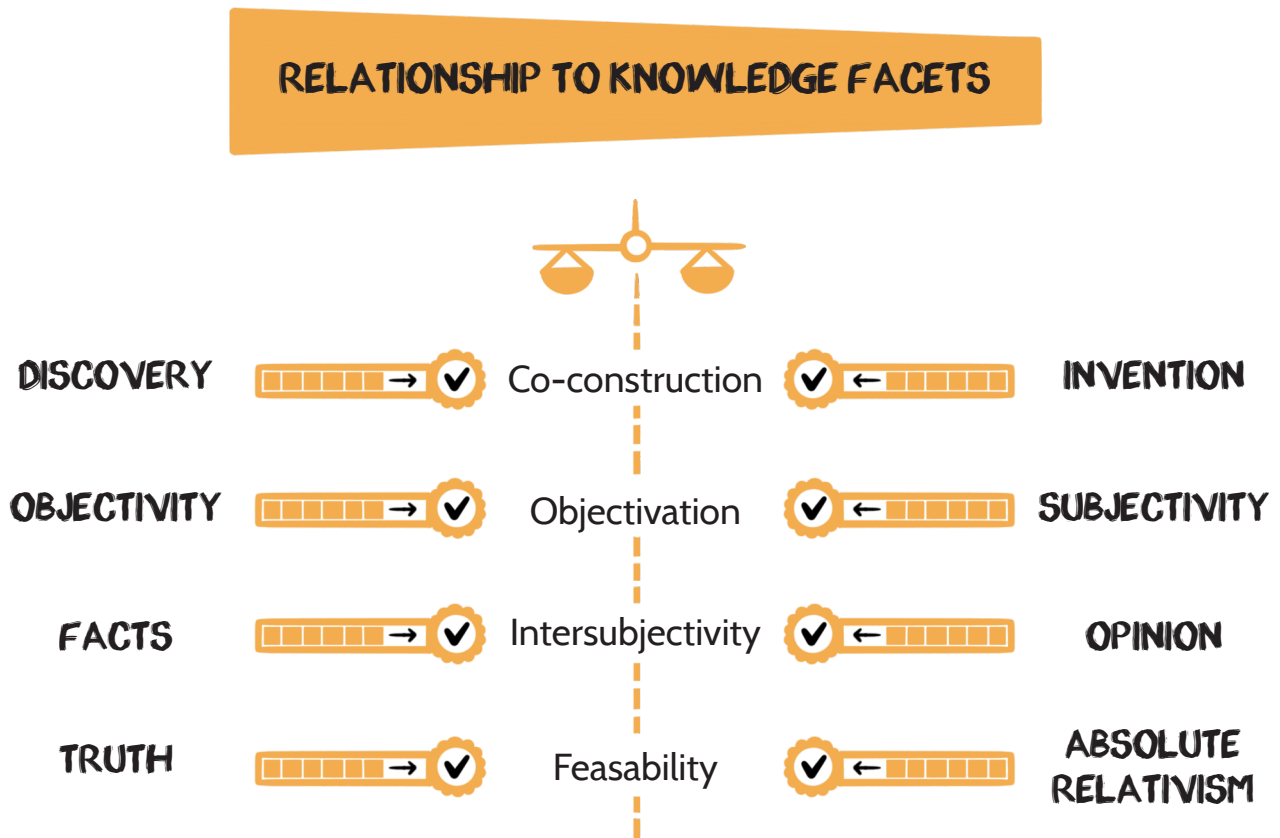 RELATIONSHIP TO KNOWLEDGE FACETS
DISCOVERY Co-construction INVENTION
OBJECTIVITY Objectivation SUBJECTIVITY
FACTS Intersubjectivity OPINION
TRUTH Feasability ABSOLUTE
RELATIVISM